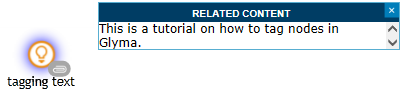 RELATED CONTENT
This is a tutorial on how to tag nodes in
Glyma.
tagging text